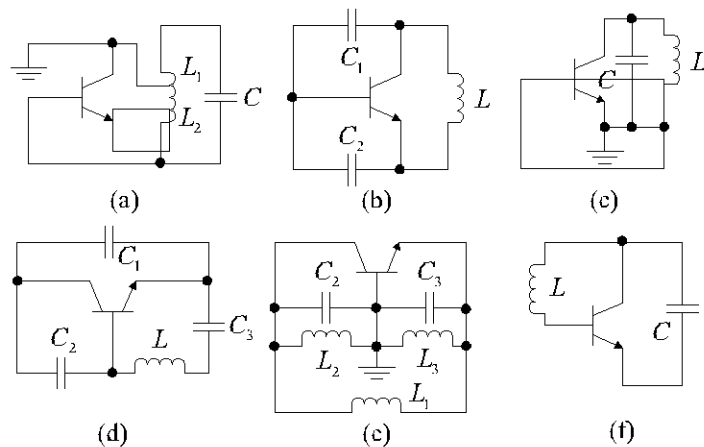 L₁
L₂
C
(a)
C₁
C₂
L
(b)
C
L
(c)
C₁
C₂
L
C₃
(d)
C₂
C₃
L₂
L₃
L₁
(e)
L
C
(f)